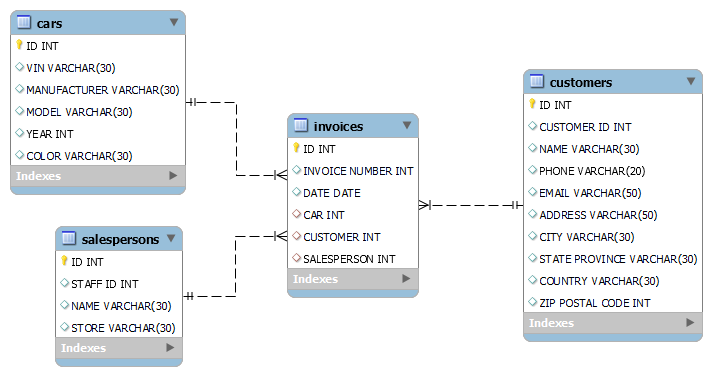 cars
ID INT
VIN VARCHAR(30)
MANUFACTURER VARCHAR(30)
MODEL VARCHAR(30)
YEAR INT
COLOR VARCHAR(30)
Indexes
salespersons
ID INT
STAFF ID INT
NAME VARCHAR(30)
STORE VARCHAR(30)
Indexes
invoices
ID INT
INVOICE NUMBER INT
DATE DATE
CAR INT
CUSTOMER INT
SALESPERSON INT
Indexes
customers
ID INT
CUSTOMER ID INT
NAME VARCHAR(30)
PHONE VARCHAR(20)
EMAIL VARCHAR(50)
ADDRESS VARCHAR(50)
CITY VARCHAR(30)
STATE PROVINCE VARCHAR(30)
COUNTRY VARCHAR(30)
ZIP POSTAL CODE INT
Indexes